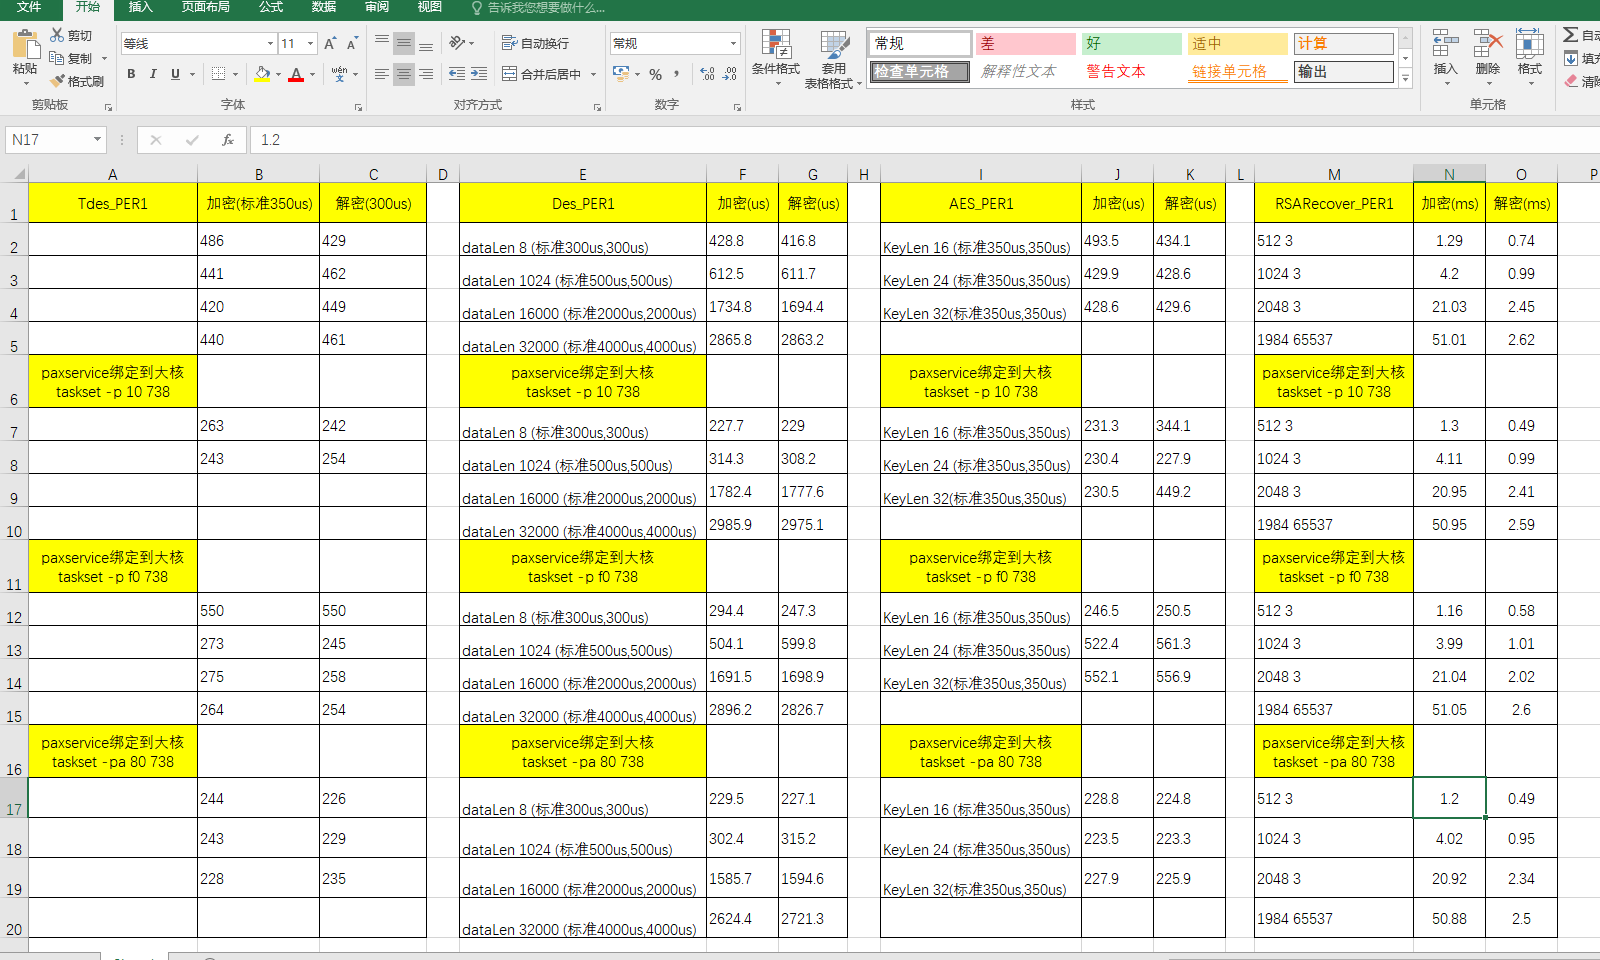 文件 开始 插入 页面布局 公式 数据 审阅 视图 告诉我您想要做什么...
粘贴 剪切 复制 格式刷 剪贴板
等线 11 A A B I U A wén 文 字体
自动换行 合并后居中 对齐方式
常规 % 数字
条件格式 套用 表格格式
常规 差 好 适中 计算
检查单元格 解释性文本 警告文本 链接单元格 输出
样式
插入 删除 格式 单元格
N17 fx 1.2
A B C D E F G H I J K L M N O P
1 Tdes_PER1 加密(标准350us) 解密(300us) Des_PER1 加密(us) 解密(us) AES_PER1 加密(us) 解密(us) RSARecover_PER1 加密(ms) 解密(ms)
2 486 429 dataLen 8 (标准300us,300us) 428.8 416.8 KeyLen 16 (标准350us,350us) 493.5 434.1 512 3 1.29 0.74
3 441 462 dataLen 1024 (标准500us,500us) 612.5 611.7 KeyLen 24 (标准350us,350us) 429.9 428.6 1024 3 4.2 0.99
4 420 449 dataLen 16000 (标准2000us,2000us) 1734.8 1694.4 KeyLen 32(标准350us,350us) 428.6 429.6 2048 3 21.03 2.45
5 440 461 dataLen 32000 (标准4000us,4000us) 2865.8 2863.2 1984 65537 51.01 2.62
paxservice绑定到大核 paxservice绑定到大核 paxservice绑定到大核 paxservice绑定到大核
6 taskset -p 10 738 taskset -p 10 738 taskset -p 10 738 taskset -p 10 738
7 263 242 dataLen 8 (标准300us,300us) 227.7 229 KeyLen 16 (标准350us,350us) 231.3 344.1 512 3 1.3 0.49
8 243 254 dataLen 1024 (标准500us,500us) 314.3 308.2 KeyLen 24 (标准350us,350us) 230.4 227.9 1024 3 4.11 0.99
9 dataLen 16000 (标准2000us,2000us) 1782.4 1777.6 KeyLen 32(标准350us,350us) 230.5 449.2 2048 3 20.95 2.41
10 dataLen 32000 (标准4000us,4000us) 2985.9 2975.1 1984 65537 50.95 2.59
paxservice绑定到大核 paxservice绑定到大核 paxservice绑定到大核 paxservice绑定到大核
11 taskset -p f0 738 taskset -p f0 738 taskset -p f0 738 taskset -p f0 738
12 550 550 dataLen 8 (标准300us,300us) 294.4 247.3 KeyLen 16(标准350us,350us) 246.5 250.5 512 3 1.16 0.58
13 273 245 dataLen 1024 (标准500us,500us) 504.1 599.8 KeyLen 24 (标准350us,350us) 522.4 561.3 1024 3 3.99 1.01
14 275 258 dataLen 16000 (标准2000us,2000us) 1691.5 1698.9 KeyLen 32(标准350us,350us) 552.1 556.9 2048 3 21.04 2.02
15 264 254 dataLen 32000 (标准4000us,4000us) 2896.2 2826.7 1984 65537 51.05 2.6
paxservice绑定到大核 paxservice绑定到大核 paxservice绑定到大核 paxservice绑定到大核
16 taskset -pa 80 738 taskset -pa 80 738 taskset -pa 80 738 taskset -pa 80 738
17 244 226 dataLen 8 (标准300us,300us) 229.5 227.1 KeyLen 16 (标准350us,350us) 228.8 224.8 512 3 1.2 0.49
18 243 229 dataLen 1024 (标准500us,500us) 302.4 315.2 KeyLen 24 (标准350us,350us) 223.5 223.3 1024 3 4.02 0.95
19 228 235 dataLen 16000 (标准2000us,2000us) 1585.7 1594.6 KeyLen 32(标准350us,350us) 227.9 225.9 2048 3 20.92 2.34
20 dataLen 32000 (标准4000us,4000us) 2624.4 2721.3 1984 65537 50.88 2.5